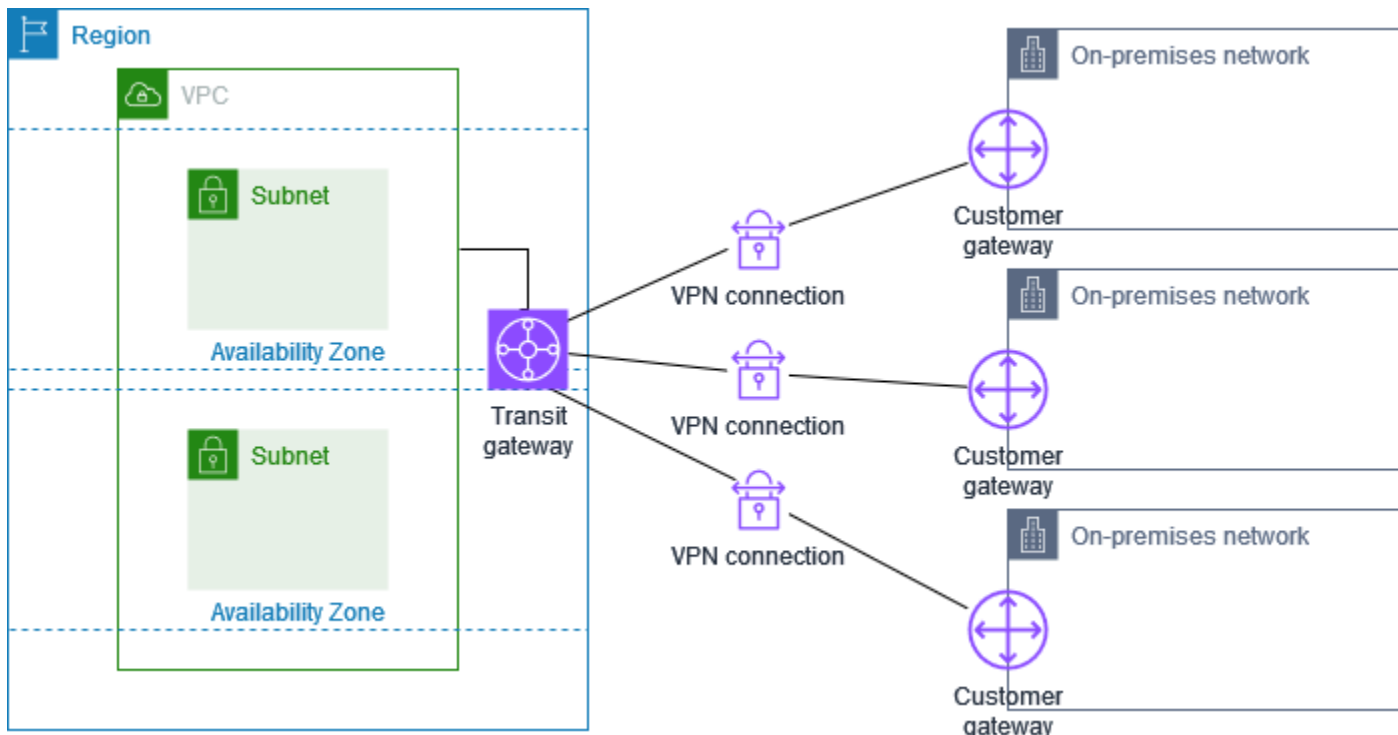 Region
VPC
Subnet
Availability Zone
Subnet
Availability Zone
Transit
gateway
VPN connection
VPN connection
VPN connection
On-premises network
Customer
gateway
On-premises network
Customer
gateway
On-premises network
Customer
gateway